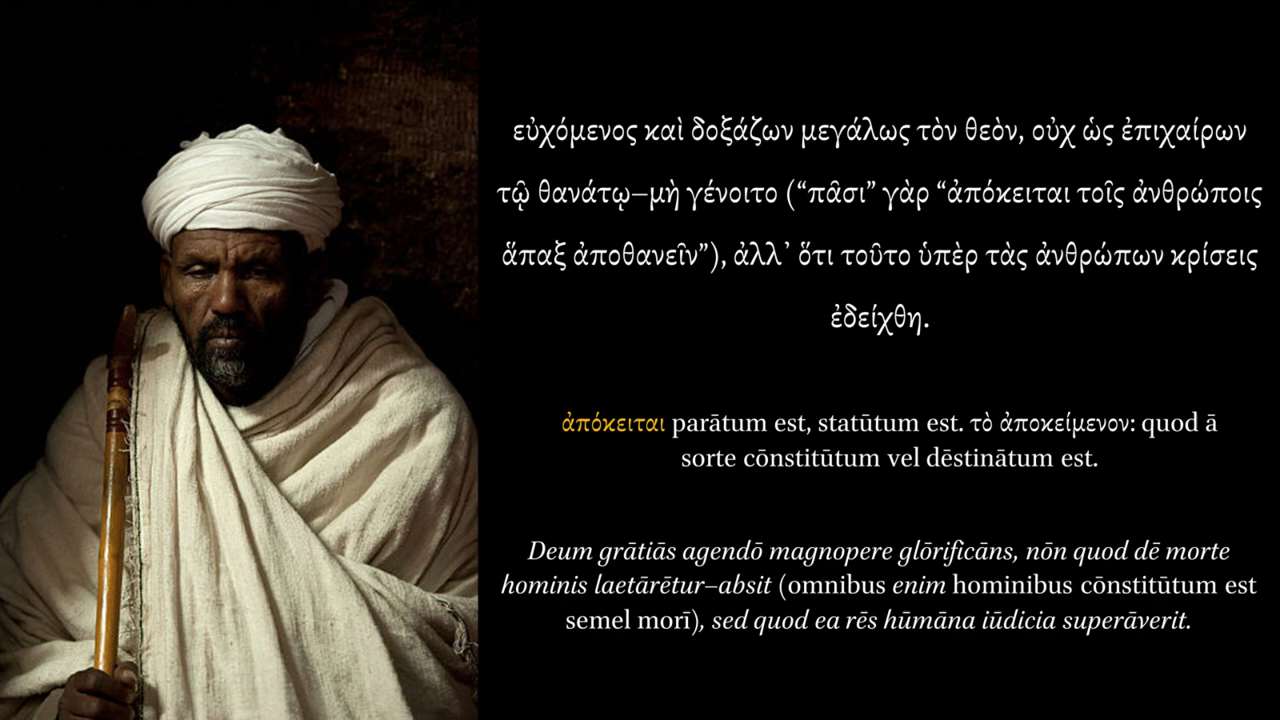 εὐχόμενος καὶ δοξάζων μεγάλως τὸν θεὸν, οὐχ ὡς ἐπιχαίρων
τῷ θανάτῳ–μὴ γένοιτο (“πᾶσι” γὰρ “ἀπόκειται τοῖς ἀνθρώποις
ἅπαξ ἀποθανεῖν”), ἀλλ᾽ ὅτι τοῦτο ὑπὲρ τὰς ἀνθρώπων κρίσεις
ἐδείχθη.
ἀπόκειται parātum est, statūtum est. τὸ ἀποκείμενον: quod ā
sorte cōnstitūtum vel dēstinātum est.
Deum grātiās agendō magnopere glōrificāns, nōn quod dē morte
hominis laetārētur–absit (omnibus enim hominibus cōnstitūtum est
semel morī), sed quod ea rēs hūmāna iūdicia superāverit.